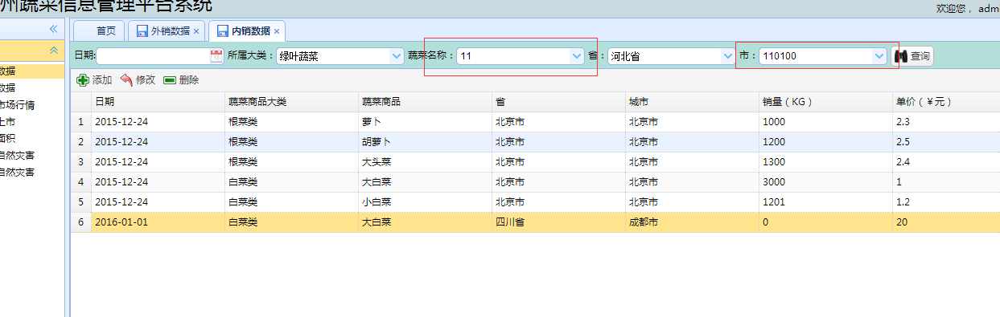 州蔬菜信息管理平台系统
欢迎您， adm
首页 外销数据 × 内销数据 ×
日期: 所属大类： 绿叶蔬菜 蔬菜名称： 11 省： 河北省 市： 110100 查询
数据
添加 修改 删除
数据
日期 蔬菜商品大类 蔬菜商品 省 城市 销量（KG） 单价（￥元）
市场行情
1 2015-12-24 根菜类 萝卜 北京市 北京市 1000 2.3
上市
2 2015-12-24 根菜类 胡萝卜 北京市 北京市 1200 2.5
面积
自然灾害
3 2015-12-24 根菜类 大头菜 北京市 北京市 1300 2.4
自然灾害
4 2015-12-24 白菜类 大白菜 北京市 北京市 3000 1
5 2015-12-24 白菜类 小白菜 北京市 北京市 1201 1.2
6 2016-01-01 白菜类 大白菜 四川省 成都市 0 20